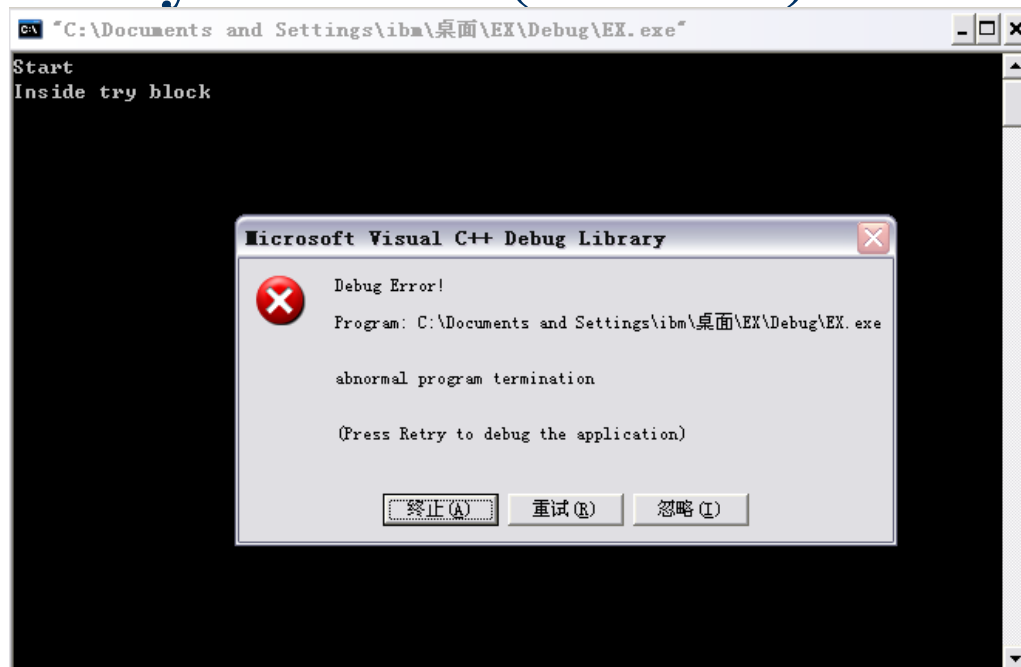 "C:\Documents and Settings\ibm\桌面\EX\Debug\EX.exe"
Start
Inside try block
Microsoft Visual C++ Debug Library
Debug Error!
Program: C:\Documents and Settings\ibm\桌面\EX\Debug\EX.exe
abnormal program termination
(Press Retry to debug the application)
终止(A) 重试(R) 忽略(I)